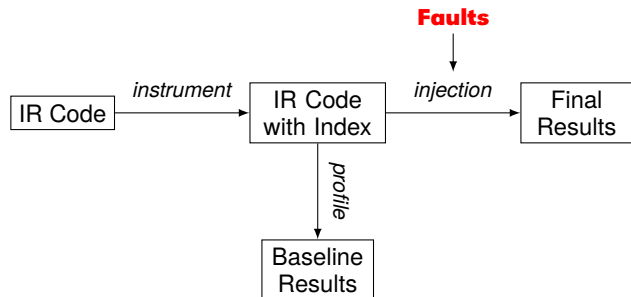 Faults
instrument
injection
IR Code
IR Code
with Index
Final
Results
profile
Baseline
Results